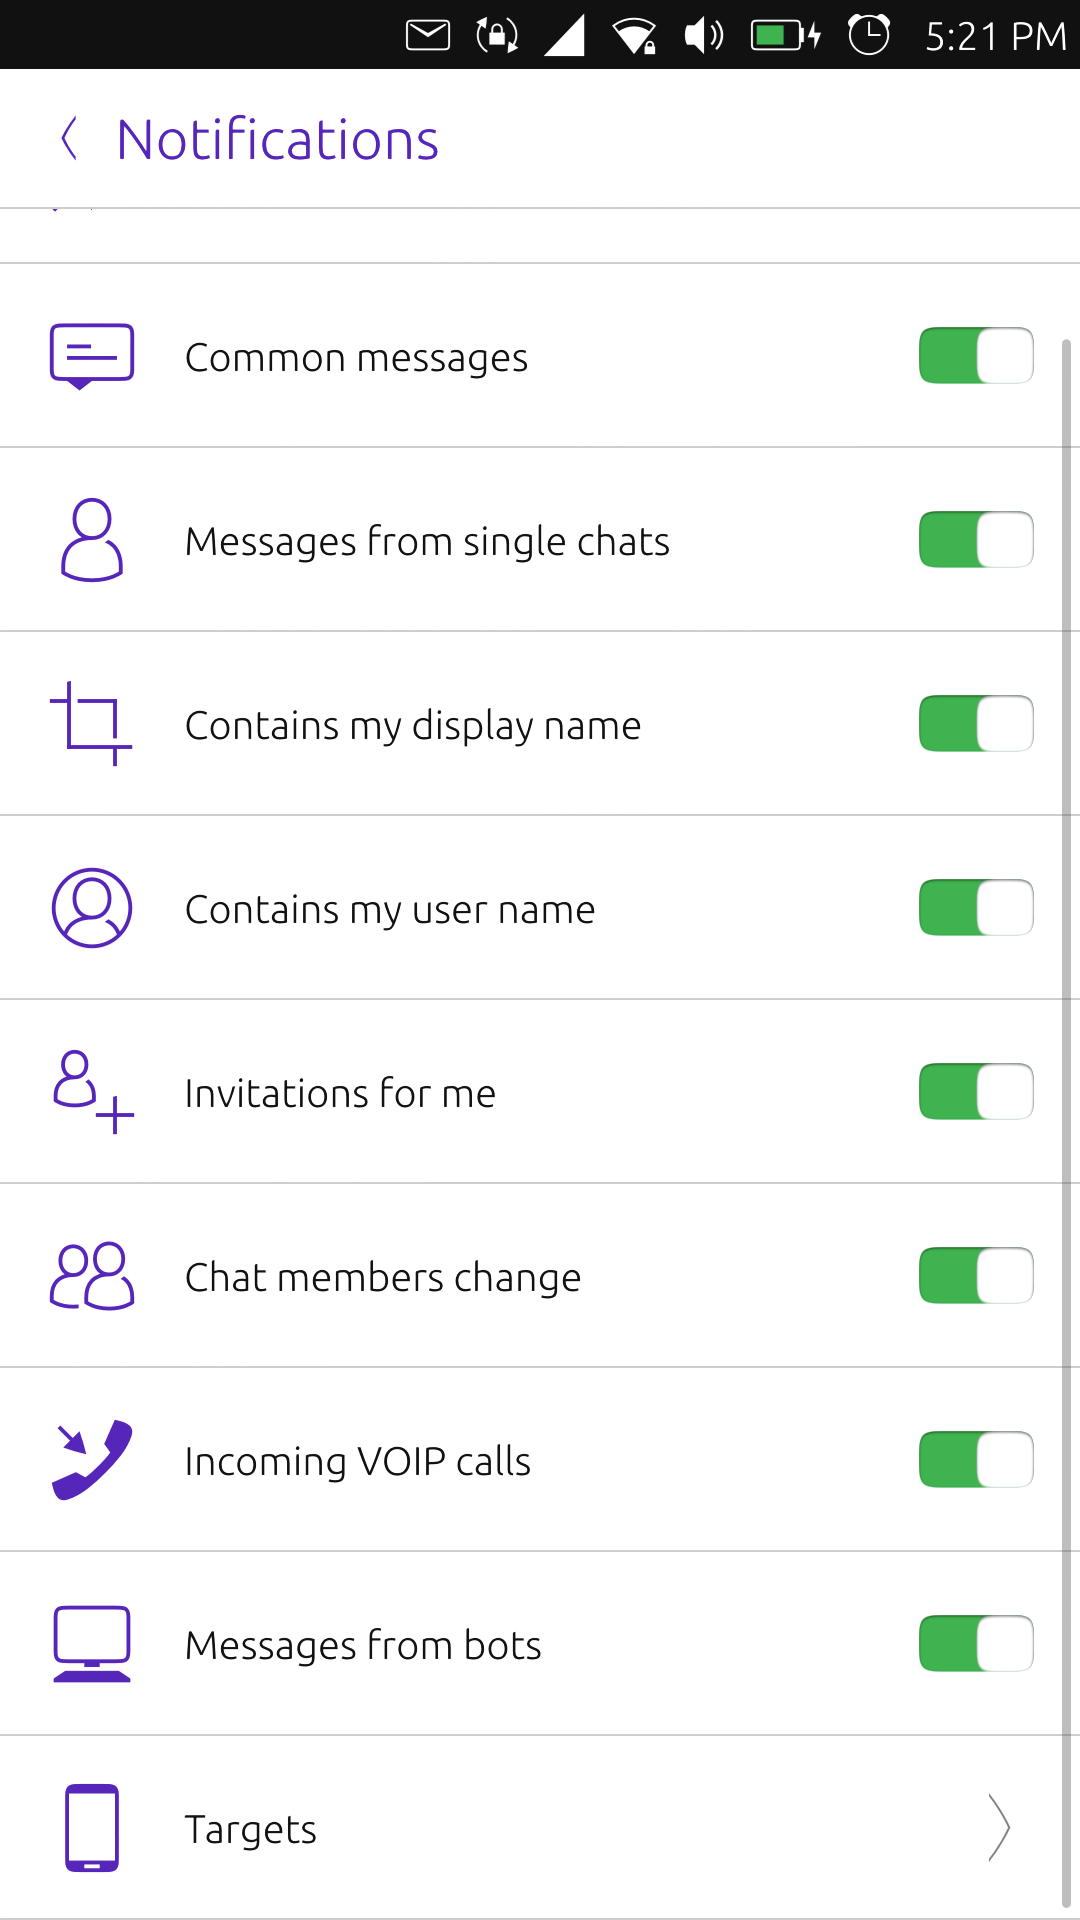 5:21 PM
Notifications
Common messages
Messages from single chats
Contains my display name
Contains my user name
Invitations for me
Chat members change
Incoming VOIP calls
Messages from bots
Targets